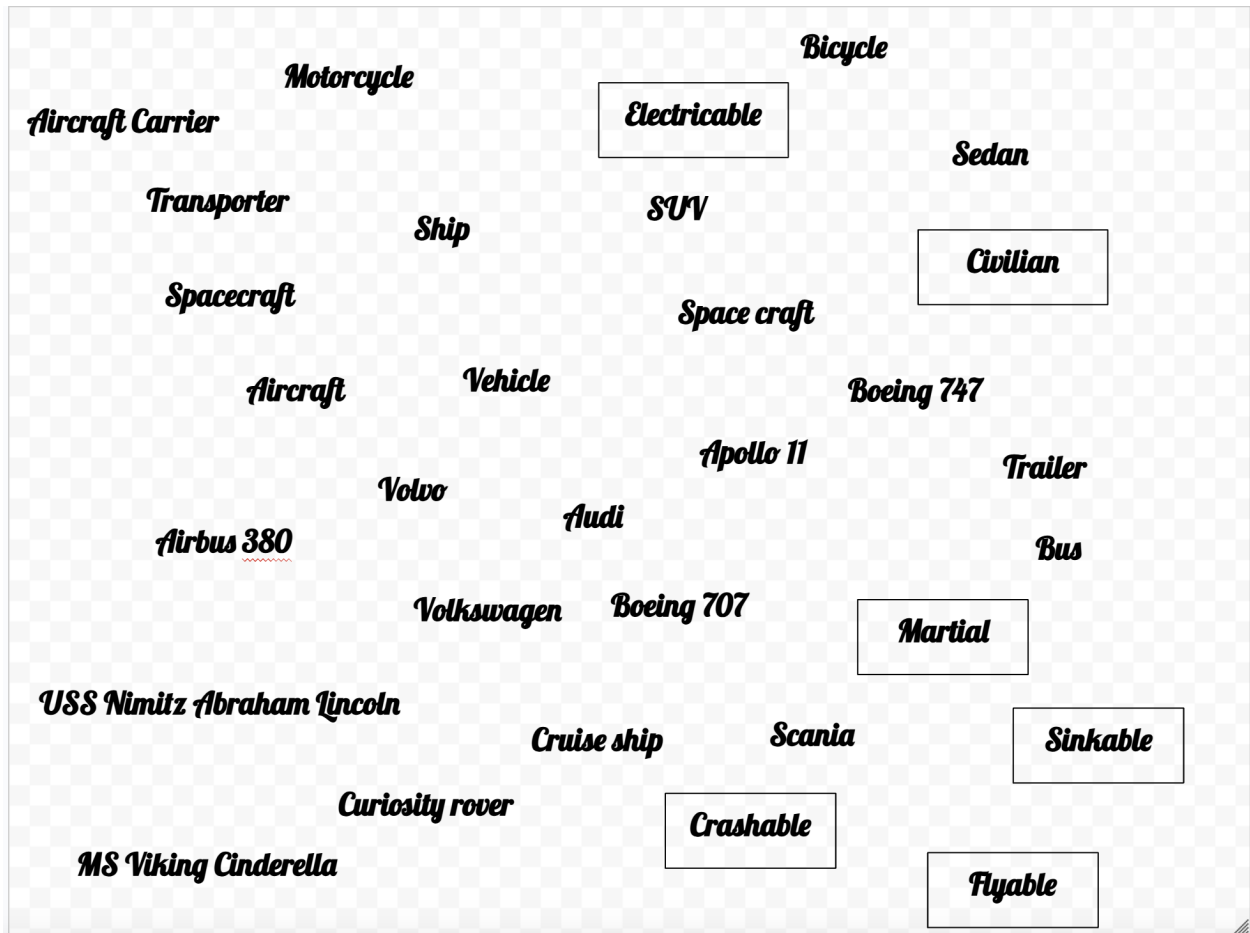 Bicycle
Motorcycle
Electricable
Aircraft Carrier
Sedan
Transporter
SUV
Ship
Civilian
Spacecraft
Space craft
Vehicle
Aircraft
Boeing 747
Apollo 11
Trailer
Volvo
Audi
Airbus 380
Bus
Volkswagen
Boeing 707
Martial
USS Nimitz Abraham Lincoln
Cruise ship
Scania
Sinkable
Curiosity rover
Crashable
MS Viking Cinderella
Flyable